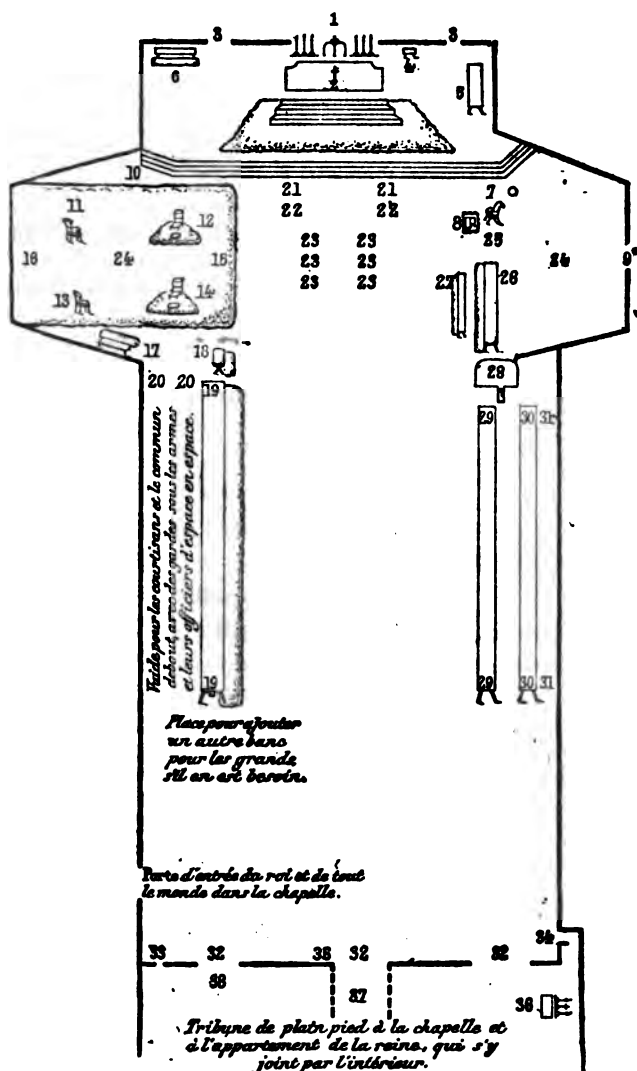 1
3 3
6 2 4
5
10
21 21 7
11 22 22
12 8
23 23 25
16 24 15 24 9
23 23
26
13 14 23 23 27
17 18
20 20 19 28
29 30 31
Vuide pour les courtisans et le commun
debout, avec des gardes sous les armes
et leurs officiers d'espace en espace.
19 29 30 31
Place pour ajouter
un autre banc
pour les grands,
s'il en est besoin.
Porte d'entrée du roi et de tout
le monde dans la chapelle.
34
33 32 35 32 32
37
36
Tribune de plain pied à la chapelle et
à l'appartement de la reine, qui s'y
joint par l'intérieur.